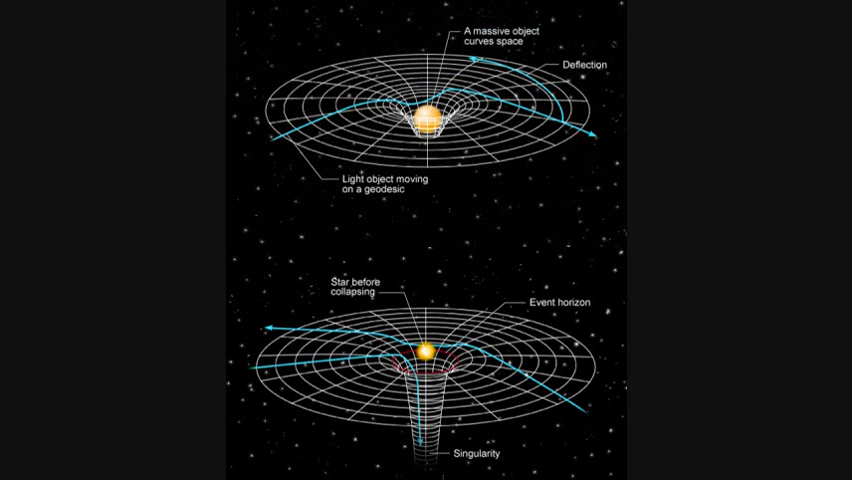 A massive object
curves space
Deflection
Light object moving
on a geodesic
Star before
collapsing
Event horizon
Singularity